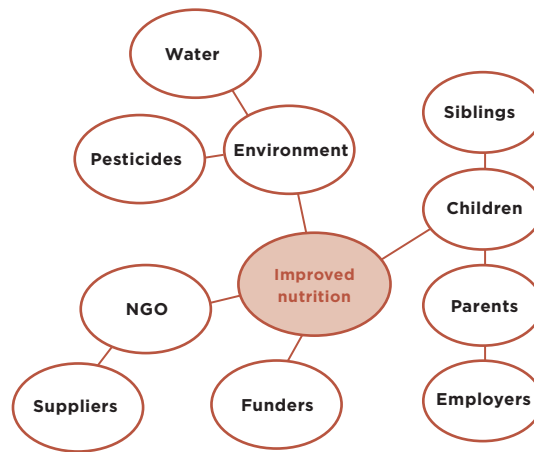 Water
Siblings
Environment
Pesticides
Children
Improved
nutrition
NGO
Parents
Suppliers
Funders
Employers